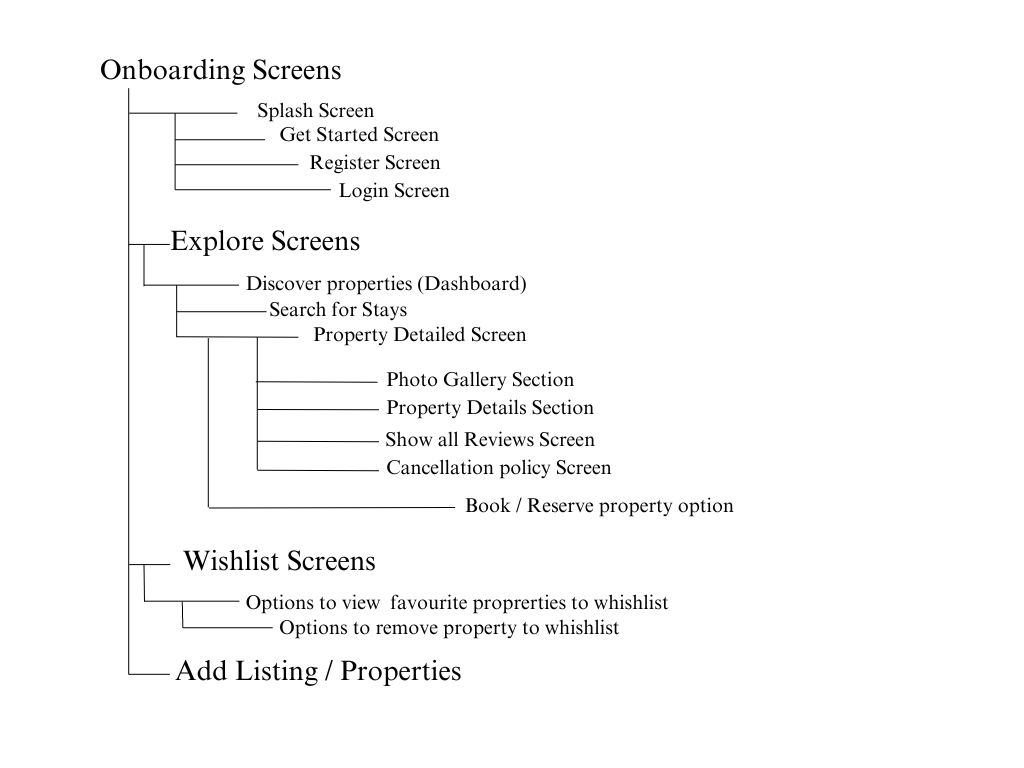 Onboarding Screens
Splash Screen
Get Started Screen
Register Screen
Login Screen
Explore Screens
Discover properties (Dashboard)
Search for Stays
Property Detailed Screen
Photo Gallery Section
Property Details Section
Show all Reviews Screen
Cancellation policy Screen
Book / Reserve property option
Wishlist Screens
Options to view  favourite proprerties to whishlist
Options to remove property to whishlist
Add Listing / Properties